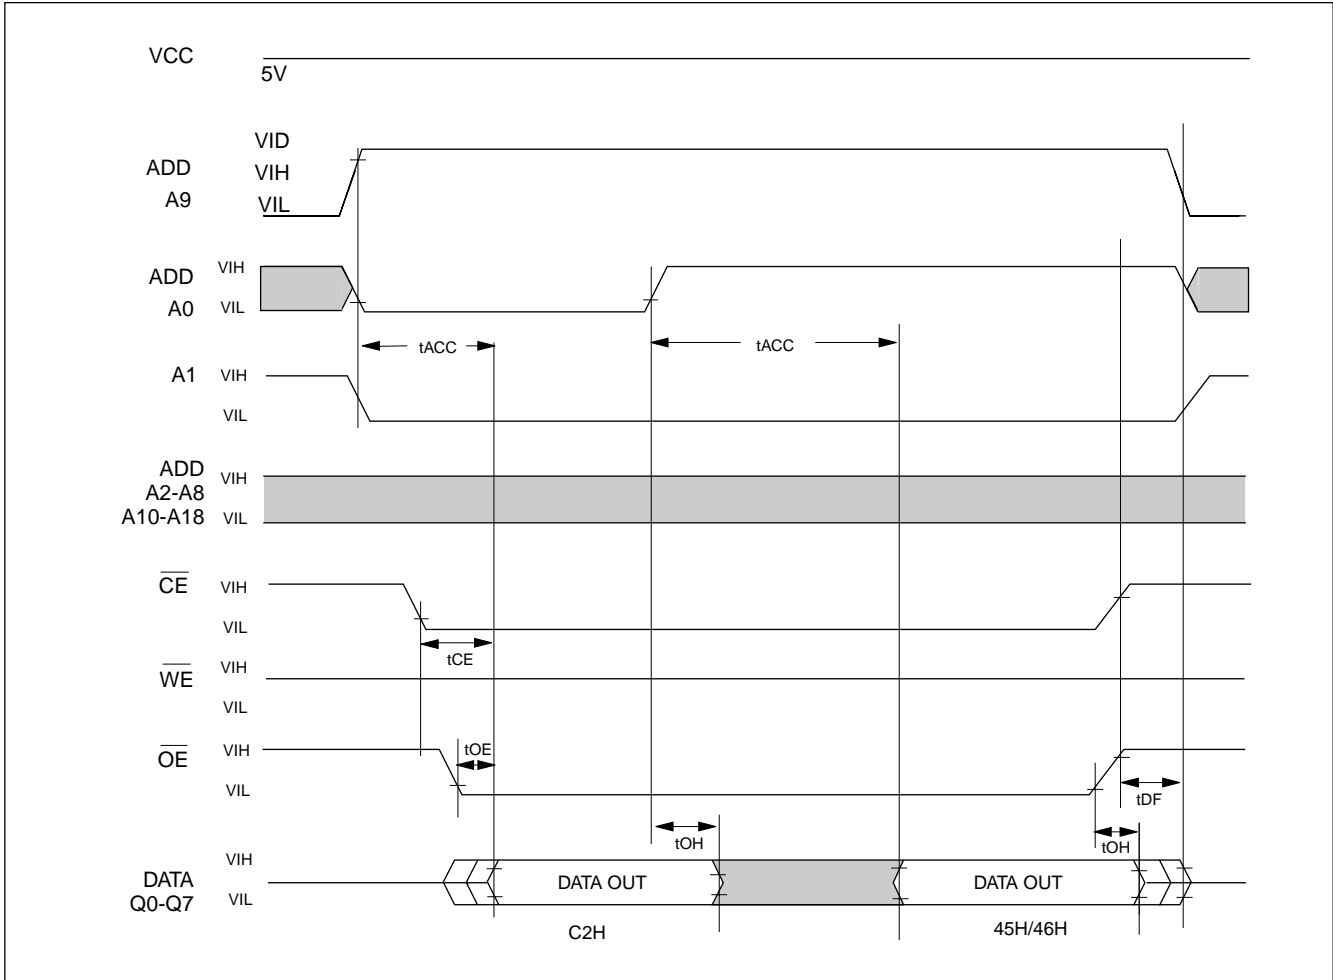 VCC
5V
VID
ADD
VIH
A9
VIL
VIH
ADD
A0
VIL
tACC
tACC
A1
VIH
VIL
ADD
VIH
A2-A8
A10-A18
VIL
CE
VIH
VIL
tCE
WE
VIH
VIL
OE
VIH
tOE
VIL
tDF
tOH
tOH
VIH
DATA
Q0-Q7
VIL
DATA OUT
DATA OUT
C2H
45H/46H